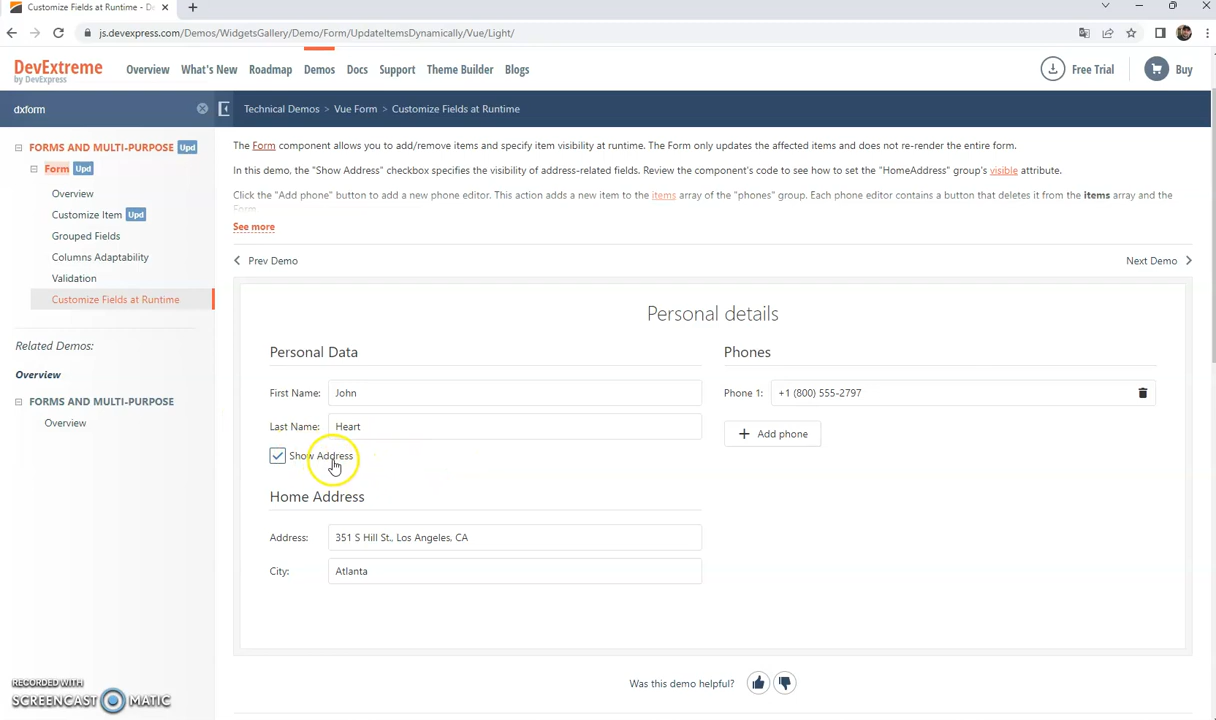 Customize Fields at Runtime - De
js.devexpress.com/Demos/WidgetsGallery/Demo/Form/UpdateItemsDynamically/Vue/Light/
DevExtreme
by DevExpress
Overview
What's New
Roadmap
Demos
Docs
Support
Theme Builder
Blogs
Free Trial
Buy
dxform
Technical Demos > Vue Form > Customize Fields at Runtime
FORMS AND MULTI-PURPOSE Upd
Form Upd
Overview
Customize Item Upd
Grouped Fields
Columns Adaptability
Validation
Customize Fields at Runtime
Related Demos:
Overview
FORMS AND MULTI-PURPOSE
Overview
The Form component allows you to add/remove items and specify item visibility at runtime. The Form only updates the affected items and does not re-render the entire form.
In this demo, the "Show Address" checkbox specifies the visibility of address-related fields. Review the component's code to see how to set the "HomeAddress" group's visible attribute.
Click the "Add phone" button to add a new phone editor. This action adds a new item to the items array of the "phones" group. Each phone editor contains a button that deletes it from the items array and the
Form.
See more
Prev Demo
Next Demo
Personal details
Personal Data
First Name: John
Last Name: Heart
Show Address
Home Address
Address: 351 S Hill St., Los Angeles, CA
City: Atlanta
Phones
Phone 1: +1 (800) 555-2797
+ Add phone
Was this demo helpful?
RECORDED WITH
SCREENCAST MATIC